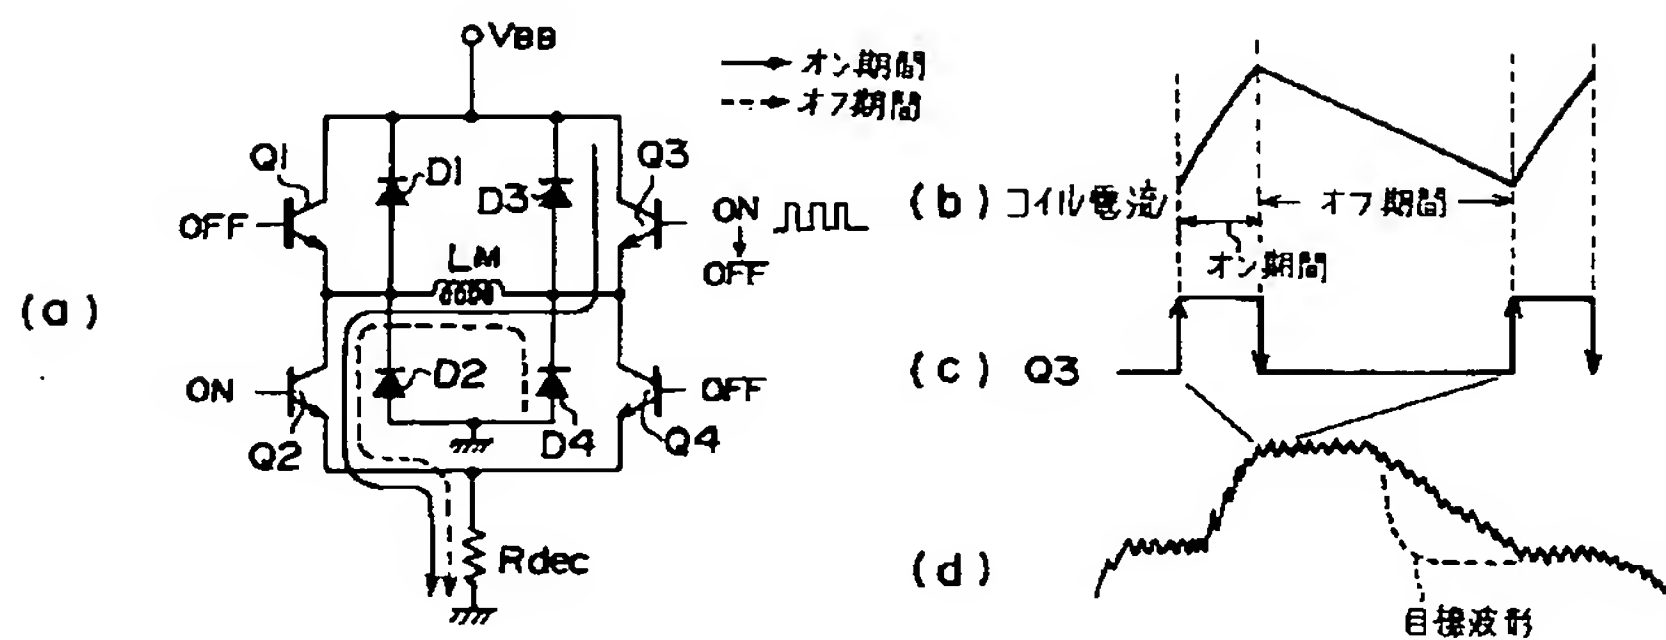 VBB
オン期間
オフ期間
Q1
D1
D3
Q3
OFF
ON
OFF
LM
(a)
ON
D2
OFF
Q2
D4
Q4
Rdec
(b) コイル電流
オフ期間
オン期間
(c) Q3
(d)
目標波形